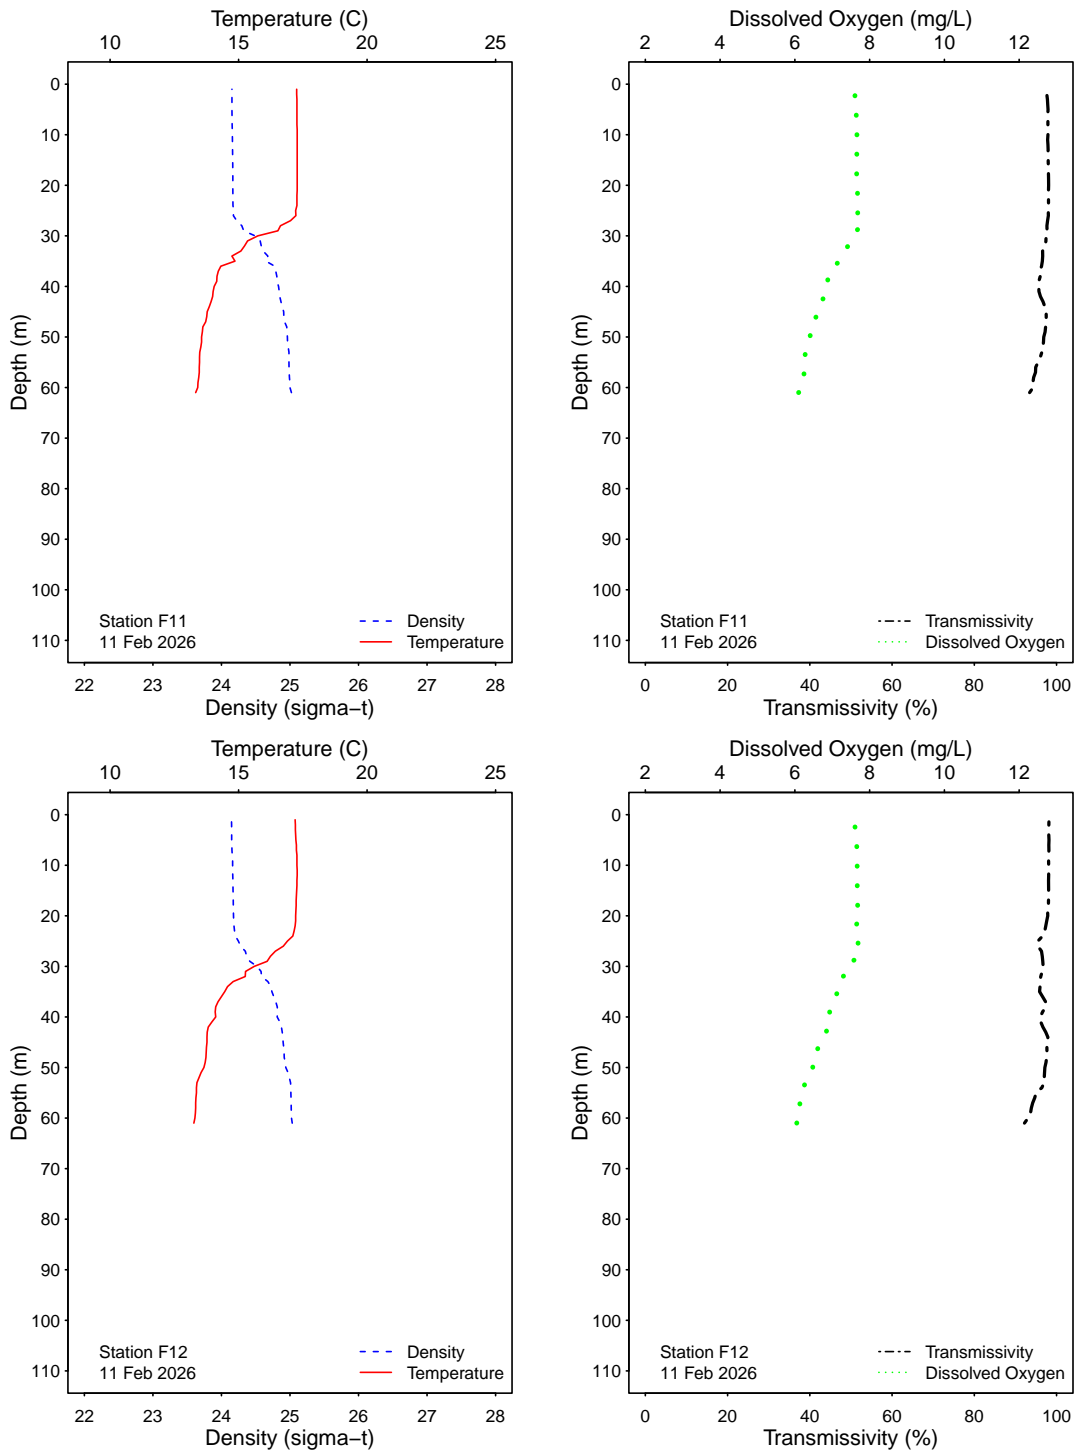 Temperature (C)
10 15 20 25
0
10
20
30
40
50
60
70
80
90
100
110
Depth (m)
Station F11
11 Feb 2026
Density
Temperature
22 23 24 25 26 27 28
Density (sigma−t)
Dissolved Oxygen (mg/L)
2 4 6 8 10 12
0
10
20
30
40
50
60
70
80
90
100
110
Depth (m)
Station F11
11 Feb 2026
Transmissivity
Dissolved Oxygen
0 20 40 60 80 100
Transmissivity (%)
Temperature (C)
10 15 20 25
0
10
20
30
40
50
60
70
80
90
100
110
Depth (m)
Station F12
11 Feb 2026
Density
Temperature
22 23 24 25 26 27 28
Density (sigma−t)
Dissolved Oxygen (mg/L)
2 4 6 8 10 12
0
10
20
30
40
50
60
70
80
90
100
110
Depth (m)
Station F12
11 Feb 2026
Transmissivity
Dissolved Oxygen
0 20 40 60 80 100
Transmissivity (%)